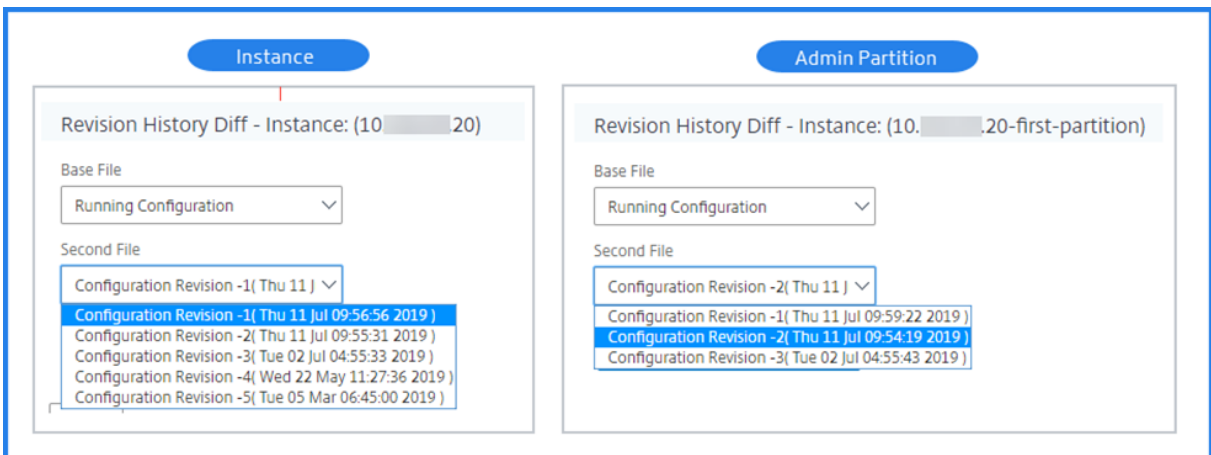 Instance
Revision History Diff - Instance: (10 .20)
Base File
Running Configuration
Second File
Configuration Revision -1( Thu 11 J
Configuration Revision -1( Thu 11 Jul 09:56:56 2019 )
Configuration Revision -2( Thu 11 Jul 09:55:31 2019 )
Configuration Revision -3( Tue 02 Jul 04:55:33 2019 )
Configuration Revision -4( Wed 22 May 11:27:36 2019 )
Configuration Revision -5( Tue 05 Mar 06:45:00 2019 )
Admin Partition
Revision History Diff - Instance: (10. .20-first-partition)
Base File
Running Configuration
Second File
Configuration Revision -2( Thu 11 J
Configuration Revision -1( Thu 11 Jul 09:59:22 2019 )
Configuration Revision -2( Thu 11 Jul 09:54:19 2019 )
Configuration Revision -3( Tue 02 Jul 04:55:43 2019 )